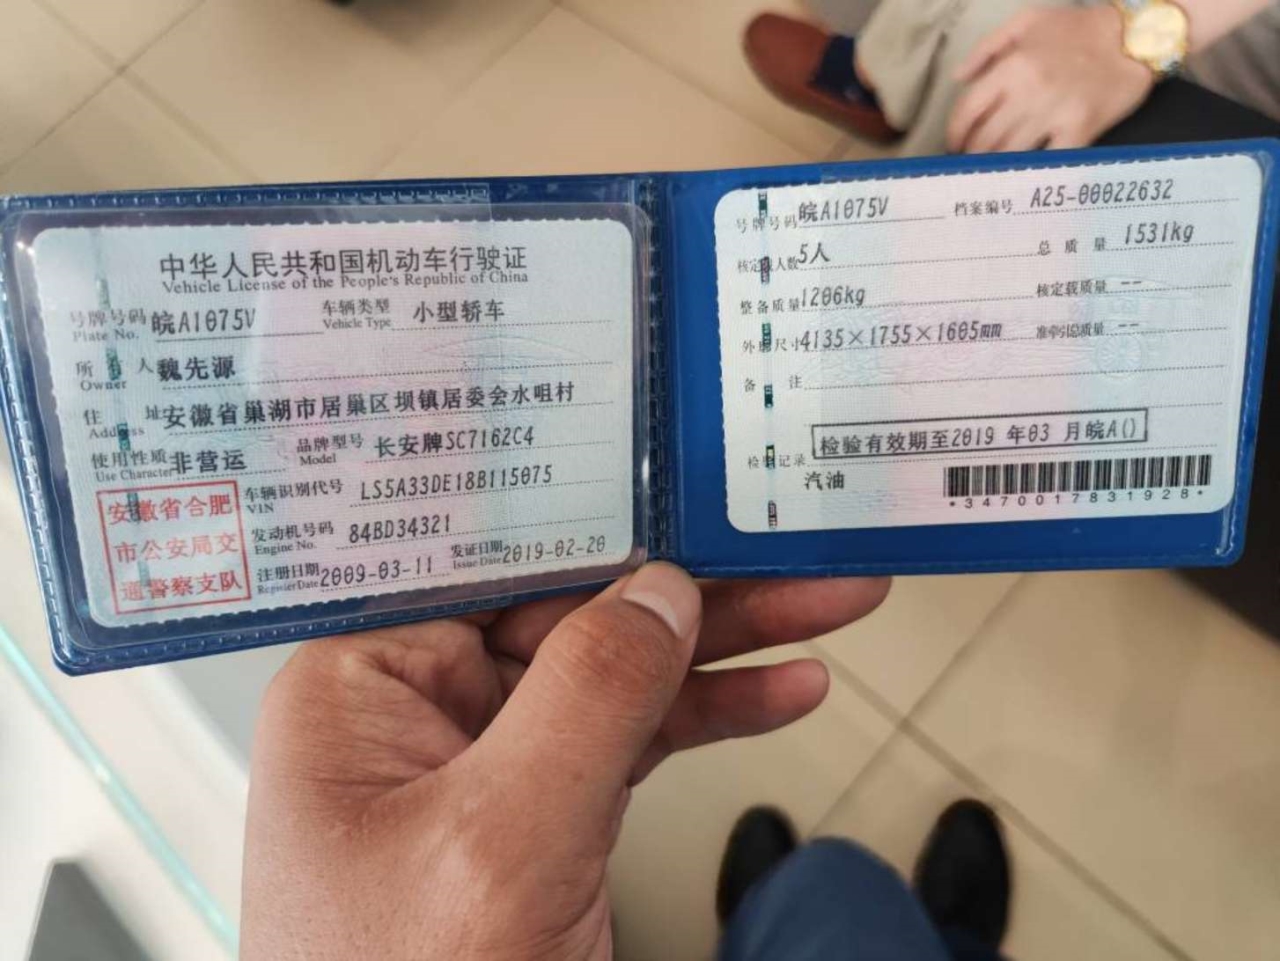 中华人民共和国机动车行驶证
Vehicle License of the People's Republic of China
号牌号码 皖A1075V 车辆类型 小型轿车
Plate No. Vehicle Type
所有人 魏先源
Owner
住址 安徽省巢湖市居巢区坝镇居委会水咀村
Address
使用性质 非营运 品牌型号 长安牌SC7162C4
Use Character Model
安徽省合肥
市公安局交
通警察支队
车辆识别代号 LS5A33DE18B115075
VIN
发动机号码 84BD34321
Engine No.
注册日期 2009-03-11 发证日期 2019-02-20
Register Date Issue Date
号牌号码 皖A1075V 档案编号 A25-00022632
核定载人数 5人 总质量 1531kg
整备质量 1206kg 核定载质量 --
外廓尺寸 4135×1755×1605mm 准牵引总质量 --
备注
检验记录 检验有效期至2019 年03 月皖A()
汽油
*3470017831928*